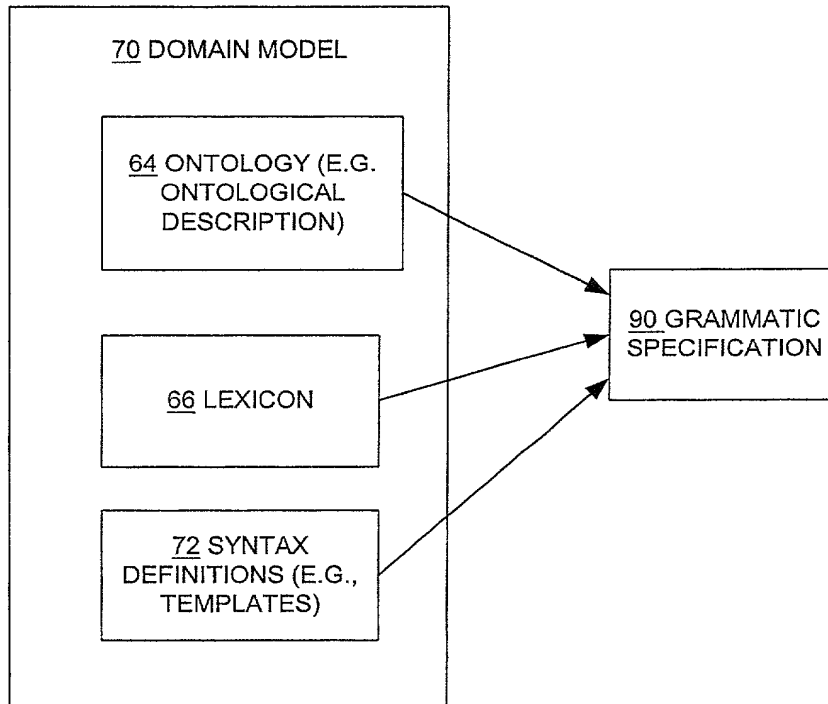 70 DOMAIN MODEL
64 ONTOLOGY (E.G.
ONTOLOGICAL
DESCRIPTION)
66 LEXICON
72 SYNTAX
DEFINITIONS (E.G.,
TEMPLATES)
90 GRAMMATIC
SPECIFICATION